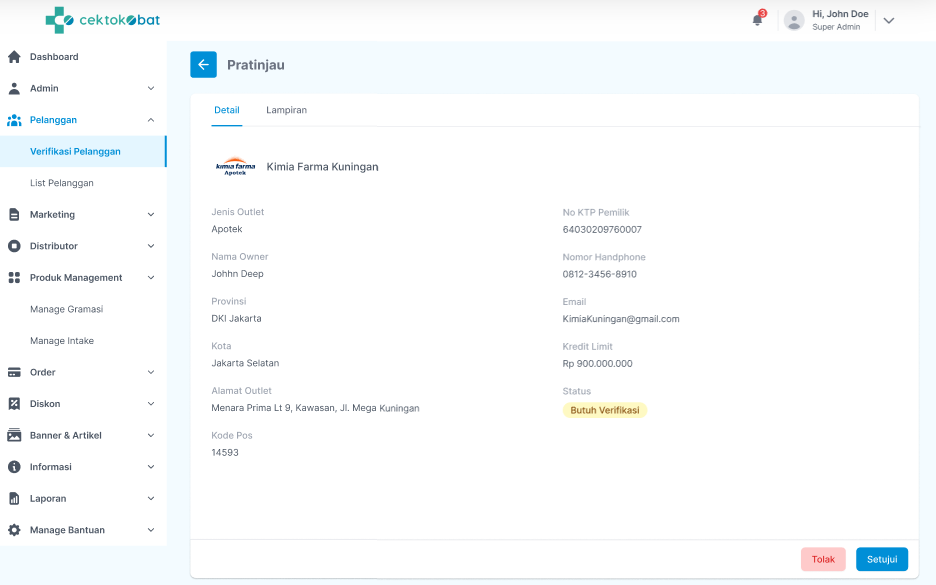 cektokobat
3
Hi, John Doe
Super Admin
Dashboard
Admin
Pelanggan
Verifikasi Pelanggan
List Pelanggan
Marketing
Distributor
Produk Management
Manage Gramasi
Manage Intake
Order
Diskon
Banner & Artikel
Informasi
Laporan
Manage Bantuan
Pratinjau
Detail Lampiran
kimia farma
Apotek
Kimia Farma Kuningan
Jenis Outlet
Apotek
Nama Owner
Johhn Deep
Provinsi
DKI Jakarta
Kota
Jakarta Selatan
Alamat Outlet
Menara Prima Lt 9, Kawasan, Jl. Mega Kuningan
Kode Pos
14593
No KTP Pemilik
64030209760007
Nomor Handphone
0812-3456-8910
Email
KimiaKuningan@gmail.com
Kredit Limit
Rp 900.000.000
Status
Butuh Verifikasi
Tolak Setujui